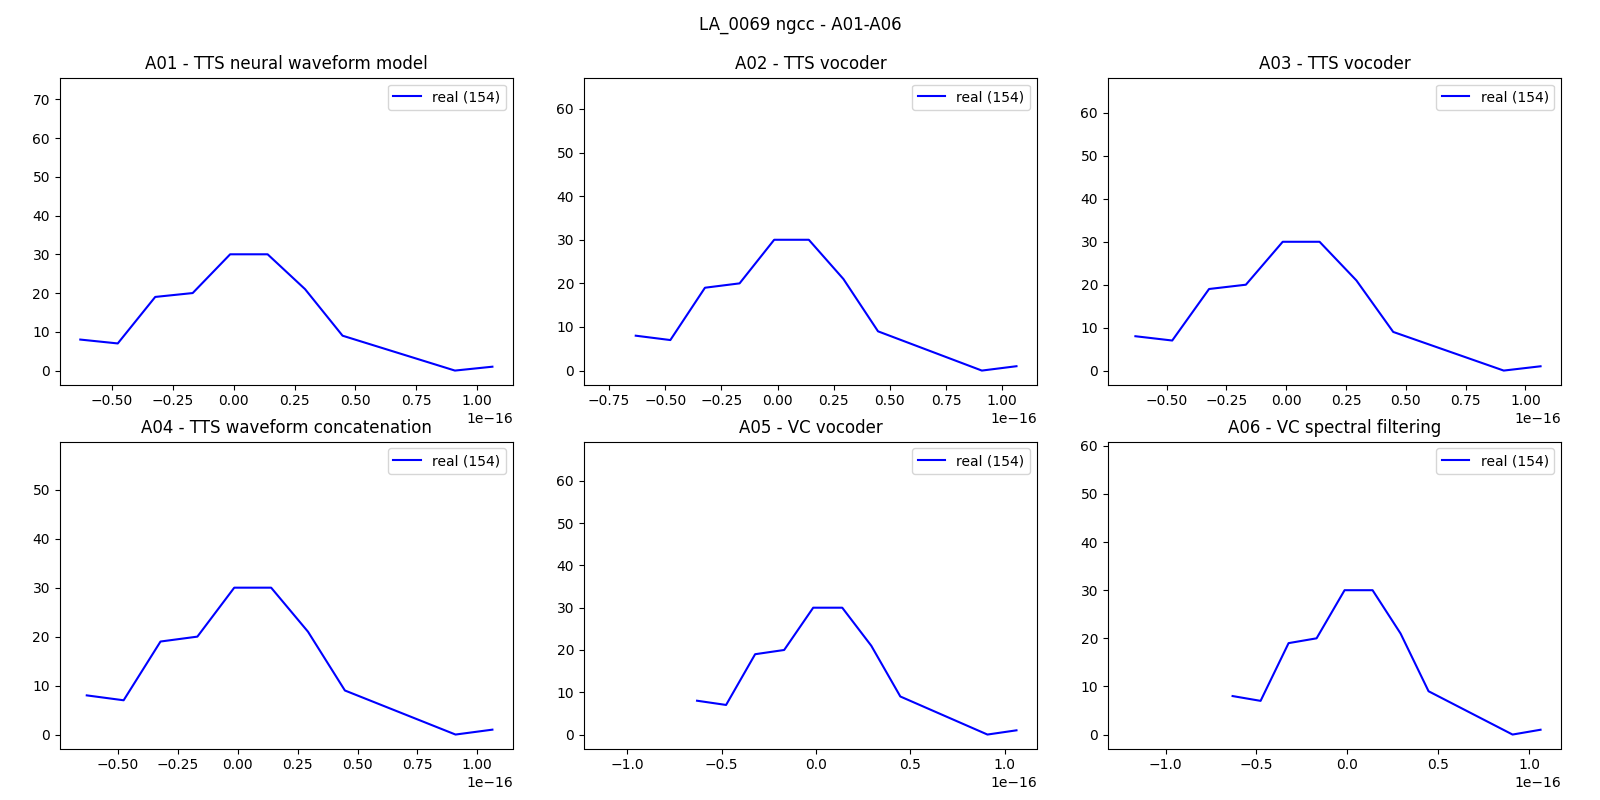 LA_0069 ngcc - A01-A06
A01 - TTS neural waveform model
70
60
50
40
30
20
10
0
real (154)
−0.50 −0.25 0.00 0.25 0.50 0.75 1.00
1e−16
A02 - TTS vocoder
60
50
40
30
20
10
0
real (154)
−0.75 −0.50 −0.25 0.00 0.25 0.50 0.75 1.00
1e−16
A03 - TTS vocoder
60
50
40
30
20
10
0
real (154)
−0.50 −0.25 0.00 0.25 0.50 0.75 1.00
1e−16
A04 - TTS waveform concatenation
50
40
30
20
10
0
real (154)
−0.50 −0.25 0.00 0.25 0.50 0.75 1.00
1e−16
A05 - VC vocoder
60
50
40
30
20
10
0
real (154)
−1.0 −0.5 0.0 0.5 1.0
1e−16
A06 - VC spectral filtering
60
50
40
30
20
10
0
real (154)
−1.0 −0.5 0.0 0.5 1.0
1e−16